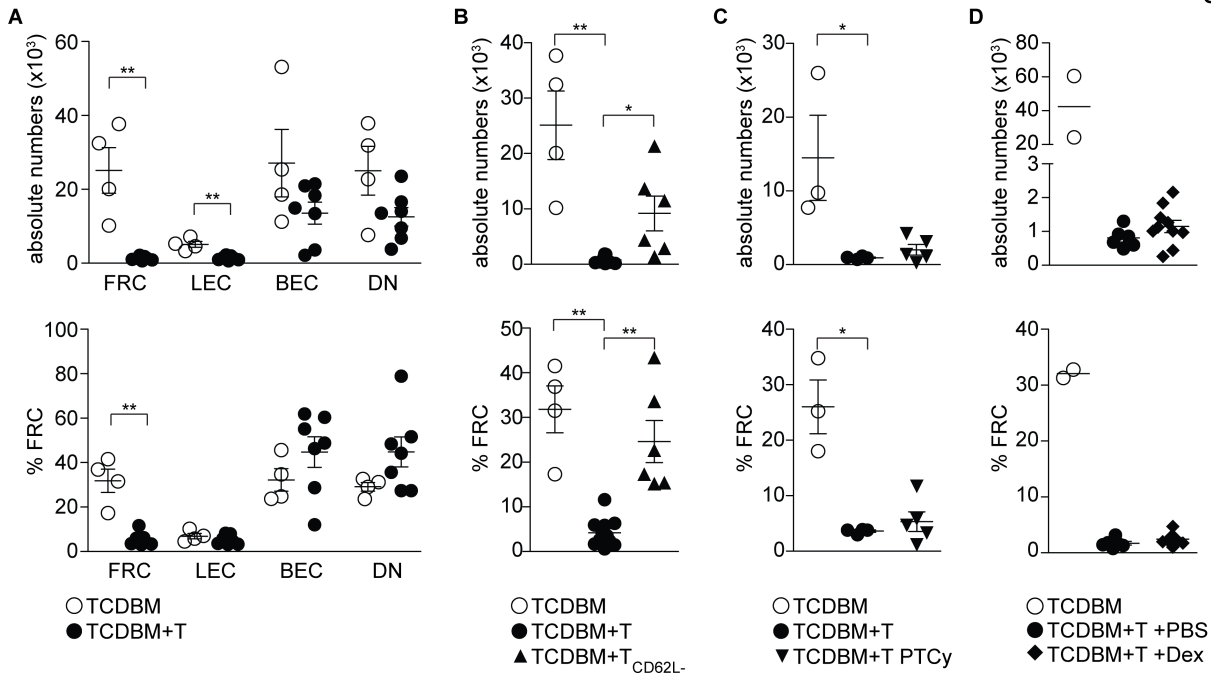 A
absolute numbers (x10³)
60
40
20
0
**
**
FRC LEC BEC DN
% FRC
100
80
60
40
20
0
**
FRC LEC BEC DN
TCDBM
TCDBM+T
B
absolute numbers (x10³)
40
30
20
10
0
**
*
% FRC
50
40
30
20
10
0
**
**
TCDBM
TCDBM+T
TCDBM+T CD62L-
C
absolute numbers (x10³)
30
20
10
0
*
% FRC
40
30
20
10
0
*
TCDBM
TCDBM+T
TCDBM+T PTCy
D
absolute numbers (x10³)
80
60
40
20
3
2
1
0
% FRC
40
30
20
10
0
TCDBM
TCDBM+T +PBS
TCDBM+T +Dex